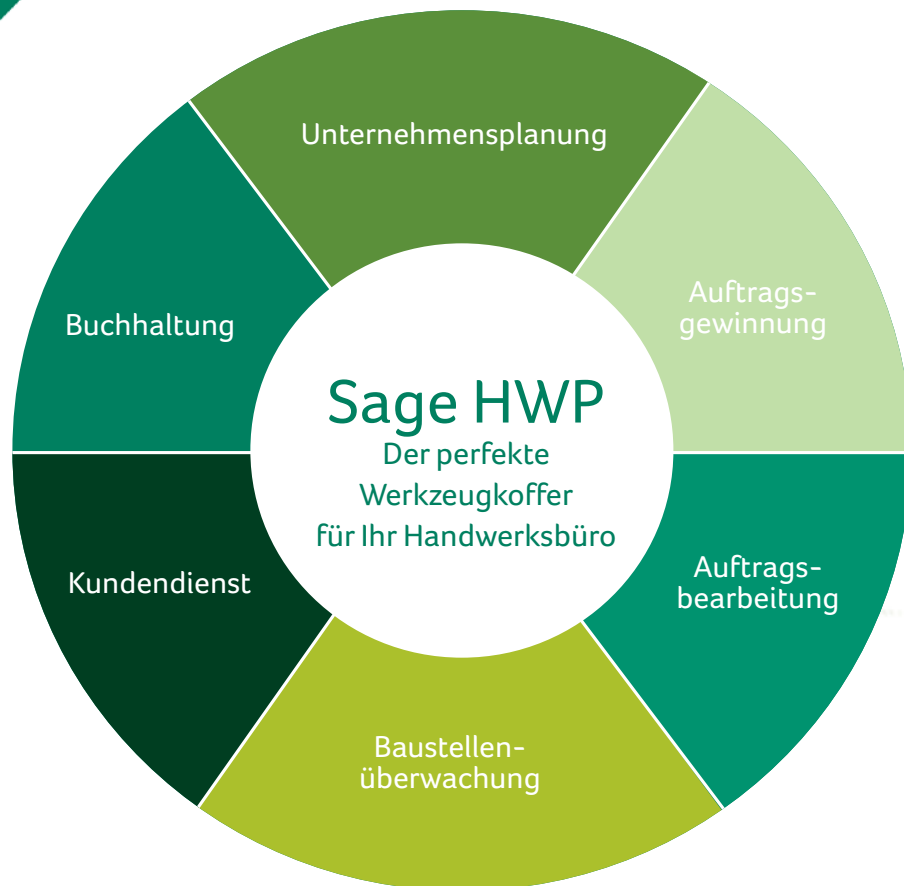 Unternehmensplanung
Auftrags-
gewinnung
Buchhaltung
Sage HWP
Der perfekte
Werkzeugkoffer
für Ihr Handwerksbüro
Auftrags-
bearbeitung
Kundendienst
Baustellen-
überwachung